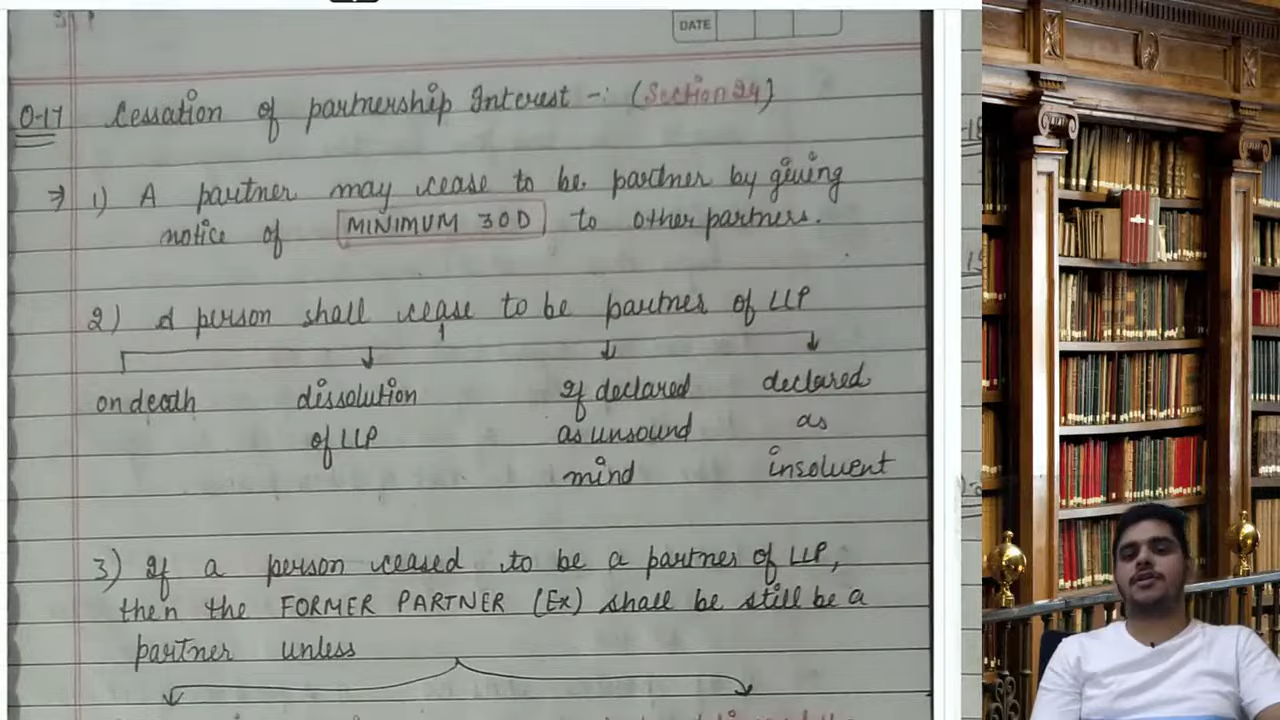 DATE
Q-17 Cessation of partnership Interest -: (Section 24)
⇒ 1) A partner may cease to be partner by giving
notice of MINIMUM 30D to other partners.
2) A person shall cease to be partner of LLP
on death dissolution If declared declared
of LLP as unsound as
mind insolvent
3) If a person ceased to be a partner of LLP,
then the FORMER PARTNER (Ex) shall be still be a
partner unless